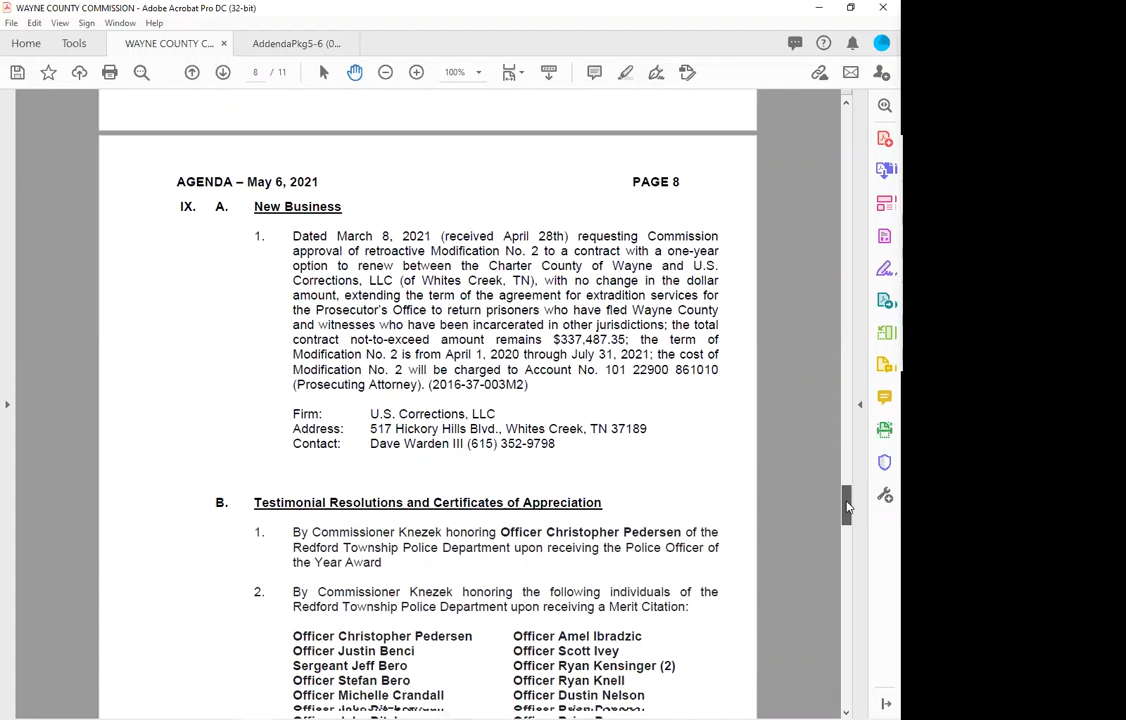 WAYNE COUNTY COMMISSION - Adobe Acrobat Pro DC (32-bit)
File Edit View Sign Window Help
Home Tools WAYNE COUNTY C... × AddendaPkg5-6 (0...
8 / 11 100%
AGENDA – May 6, 2021 PAGE 8
IX. A. New Business
1. Dated March 8, 2021 (received April 28th) requesting Commission
approval of retroactive Modification No. 2 to a contract with a one-year
option to renew between the Charter County of Wayne and U.S.
Corrections, LLC (of Whites Creek, TN), with no change in the dollar
amount, extending the term of the agreement for extradition services for
the Prosecutor's Office to return prisoners who have fled Wayne County
and witnesses who have been incarcerated in other jurisdictions; the total
contract not-to-exceed amount remains $337,487.35; the term of
Modification No. 2 is from April 1, 2020 through July 31, 2021; the cost of
Modification No. 2 will be charged to Account No. 101 22900 861010
(Prosecuting Attorney). (2016-37-003M2)
Firm: U.S. Corrections, LLC
Address: 517 Hickory Hills Blvd., Whites Creek, TN 37189
Contact: Dave Warden III (615) 352-9798
B. Testimonial Resolutions and Certificates of Appreciation
1. By Commissioner Knezek honoring Officer Christopher Pedersen of the
Redford Township Police Department upon receiving the Police Officer of
the Year Award
2. By Commissioner Knezek honoring the following individuals of the
Redford Township Police Department upon receiving a Merit Citation:
Officer Christopher Pedersen Officer Amel Ibradzic
Officer Justin Benci Officer Scott Ivey
Sergeant Jeff Bero Officer Ryan Kensinger (2)
Officer Stefan Bero Officer Ryan Knell
Officer Michelle Crandall Officer Dustin Nelson